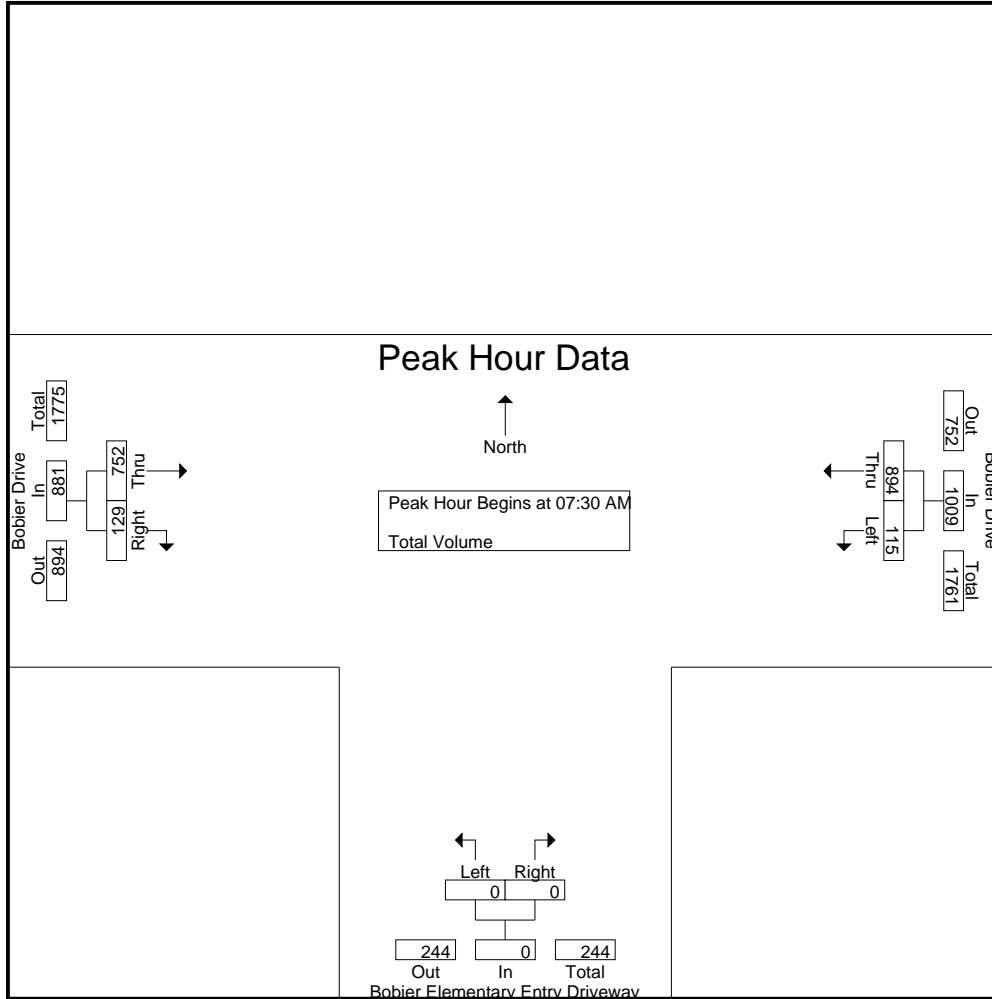 Peak Hour Data
North
Peak Hour Begins at 07:30 AM
Total Volume
Bobier Drive
Total
1775
In
881
Out
894
752
129
Thru
Right
Bobier Drive
Out
752
In
1009
Total
1761
Thru
894
Left
115
Left Right
0 0
244 0 244
Out In Total
Bobier Elementary Entry Driveway